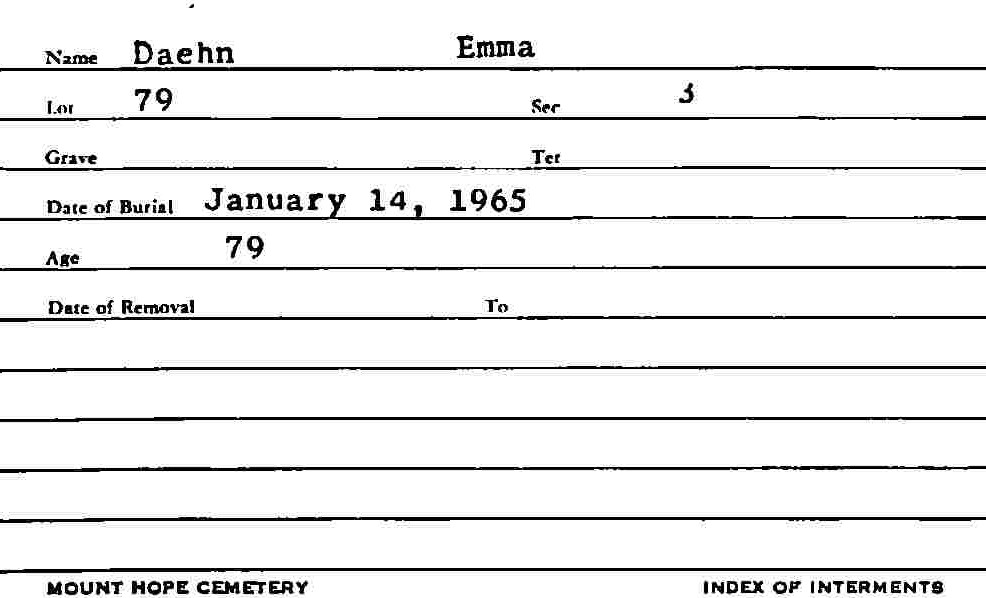 Name Daehn Emma
Lot 79 Sec 3
Grave Ter
Date of Burial January 14, 1965
Age 79
Date of Removal To
MOUNT HOPE CEMETERY INDEX OF INTERMENTS